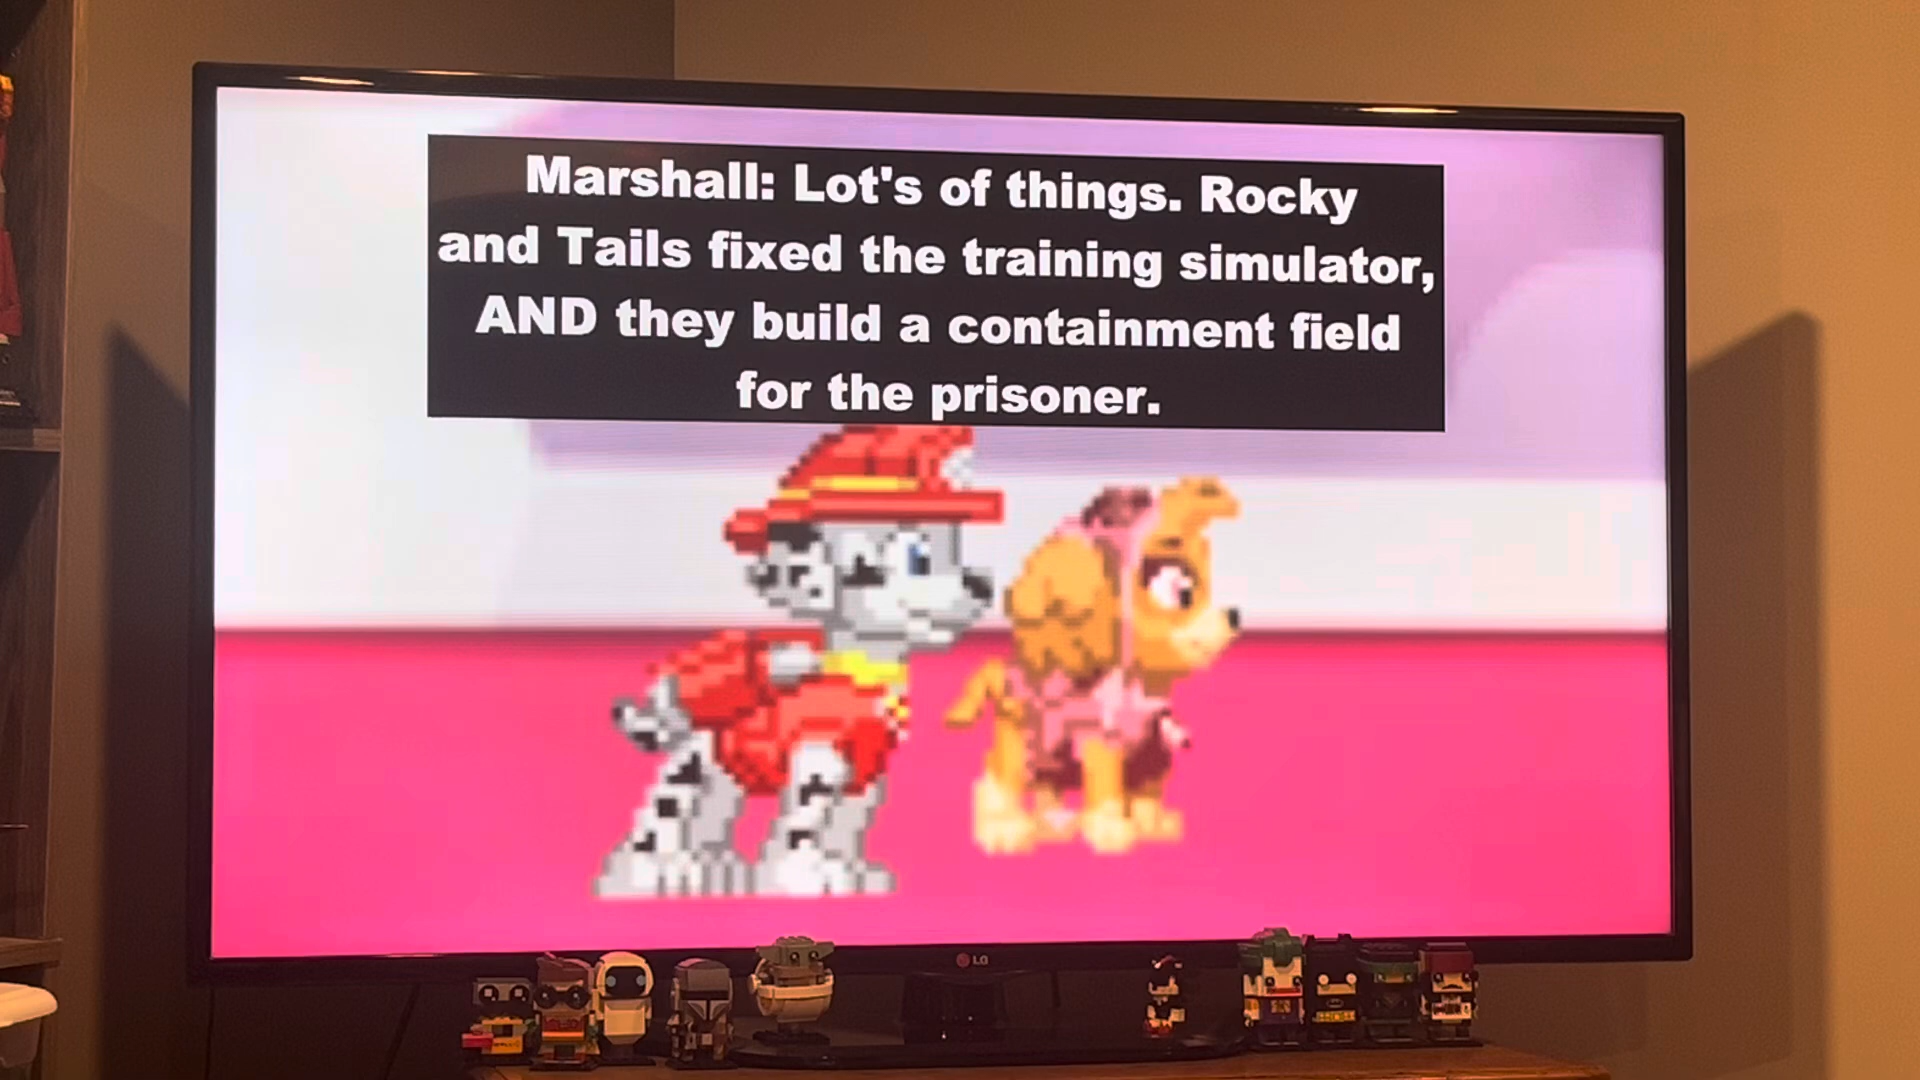 Marshall: Lot's of things. Rocky
and Tails fixed the training simulator,
AND they build a containment field
for the prisoner.
LG